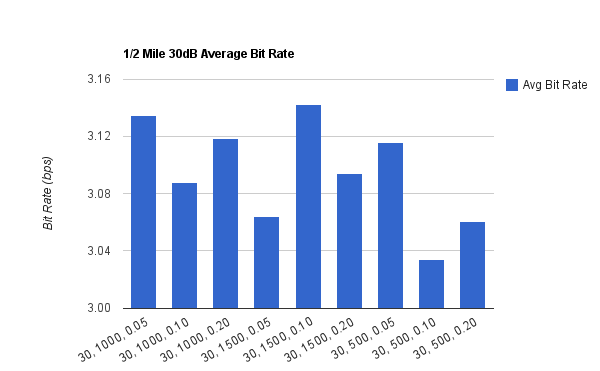 1/2 Mile 30dB Average Bit Rate
3.16
3.12
3.08
3.04
3.00
Bit Rate (bps)
Avg Bit Rate
30, 1000, 0.05
30, 1000, 0.10
30, 1000, 0.20
30, 1500, 0.05
30, 1500, 0.10
30, 1500, 0.20
30, 500, 0.05
30, 500, 0.10
30, 500, 0.20